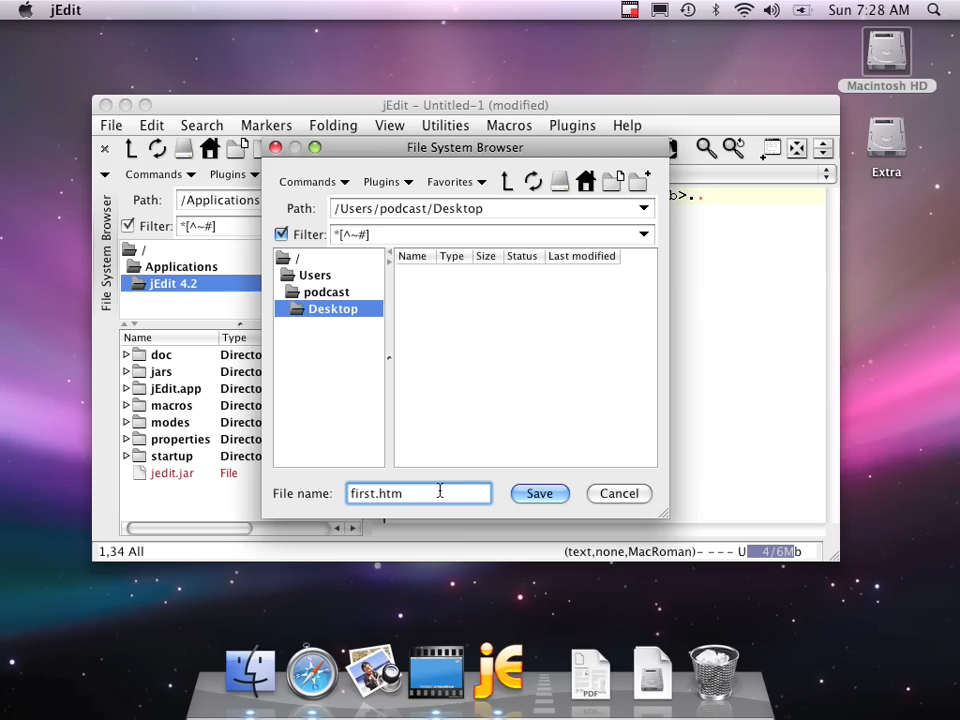 jEdit
Sun 7:28 AM
Macintosh HD
Extra
jEdit - Untitled-1 (modified)
File Edit Search Markers Folding View Utilities Macros Plugins Help
File System Browser
Commands Plugins
Path: /Applications
Filter: *[^~#]
/
Applications
jEdit 4.2
Name Type
doc Directo
jars Directo
jEdit.app Directo
macros Directo
modes Directo
properties Directo
startup Directo
jedit.jar File
File System Browser
Commands Plugins Favorites
Path: /Users/podcast/Desktop
Filter: *[^~#]
/
Users
podcast
Desktop
Name Type Size Status Last modified
File name: first.htm
Save Cancel
b>..
1,34 All
(text,none,MacRoman)- - - - U 4/6Mb
jE
PDF